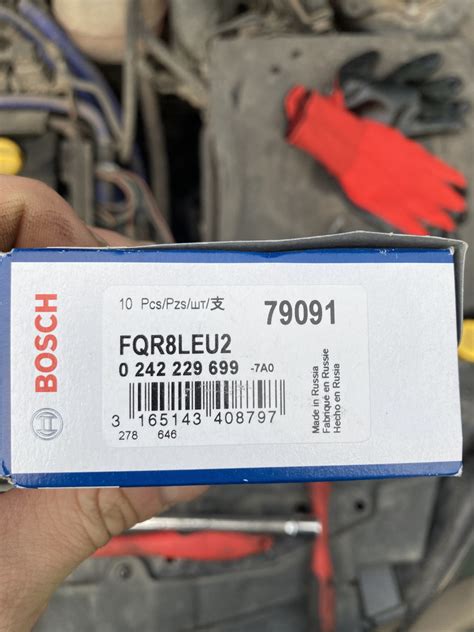 BOSCH
10 Pcs/Pzs/шт/支
79091
FQR8LEU2
0 242 229 699 -7A0
3 165143 408797
278 646
Made in Russia
Fabriqué en Russie
Hecho en Rusia